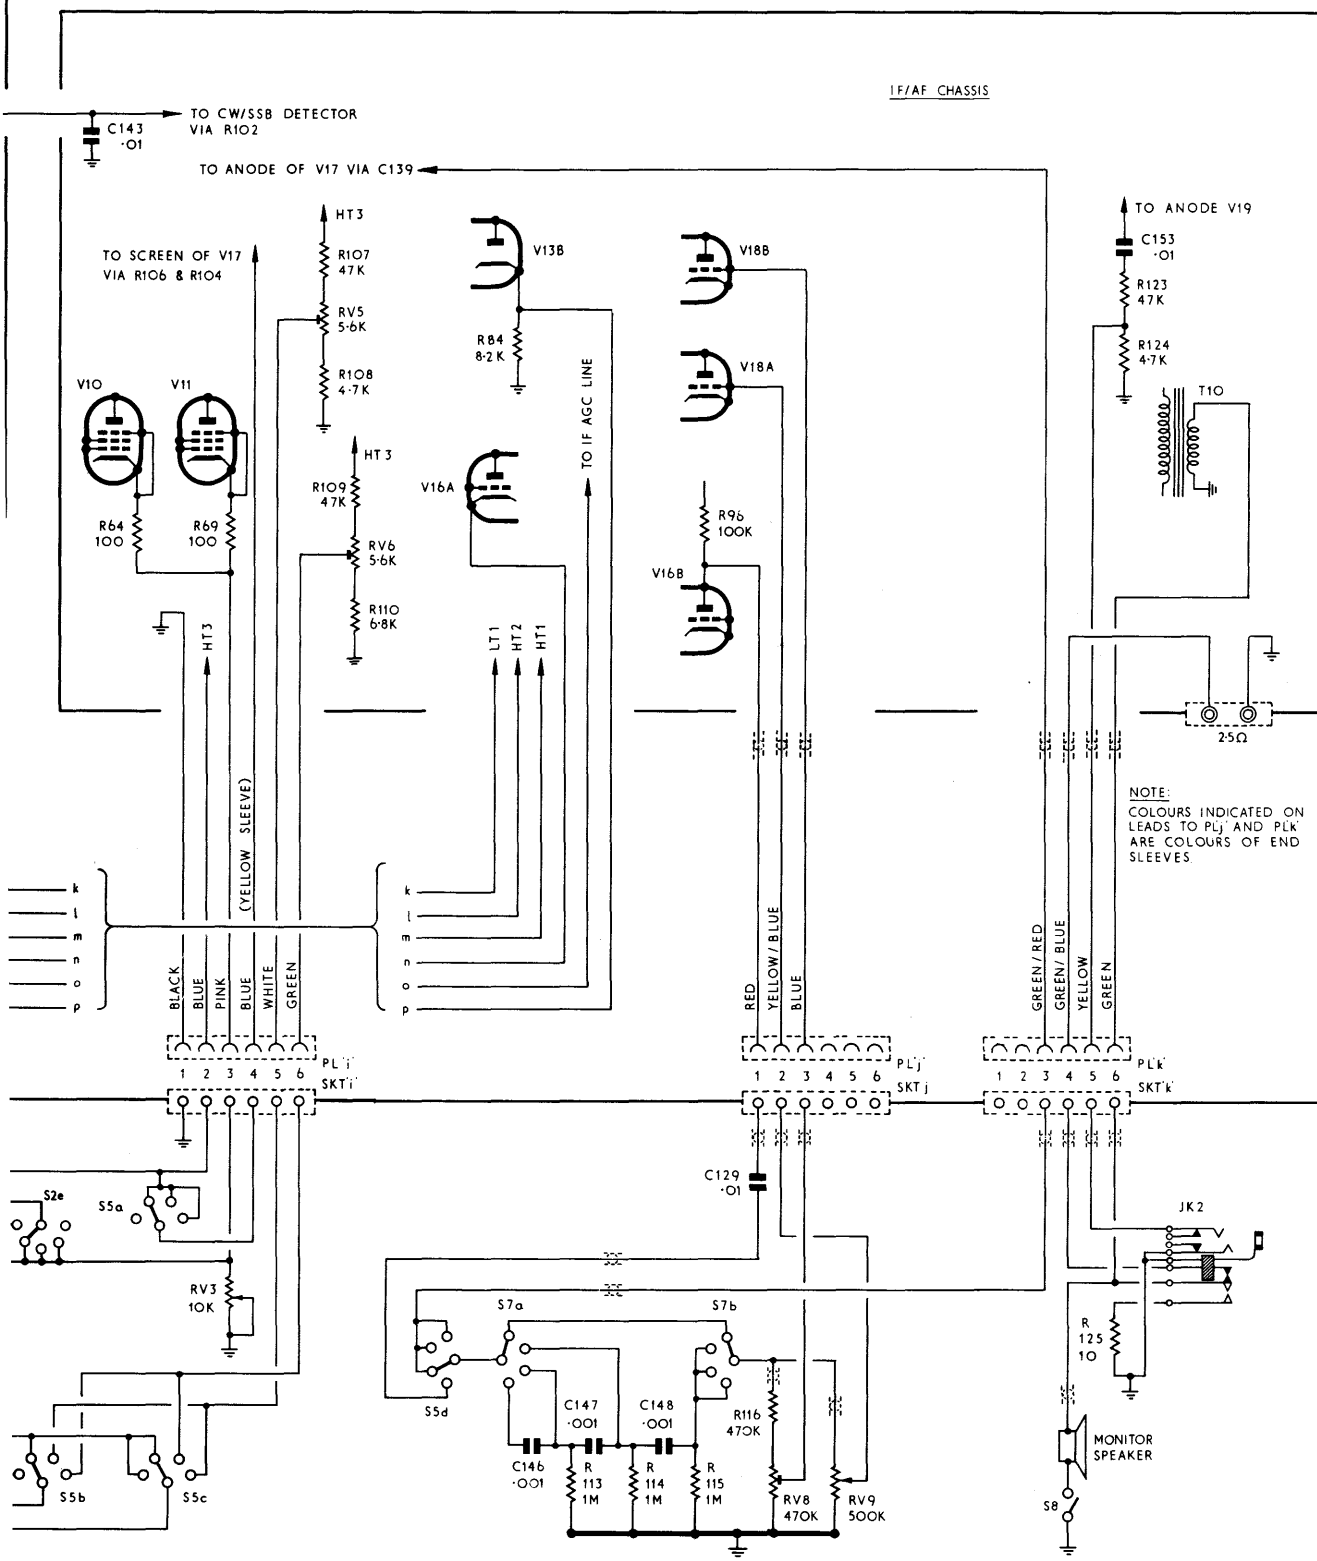 IF/AF CHASSIS
TO CW/SSB DETECTOR
VIA R102
C143
·01
TO ANODE OF V17 VIA C139
HT3
TO ANODE V19
C153
·01
R107
47K
V13B
V18B
TO SCREEN OF V17
VIA R106 & R104
R123
47K
RV5
5·6K
R84
8·2K
R124
4·7K
R108
4·7K
V18A
V10
V11
T10
TO IF AGC LINE
HT3
R109
47K
V16A
R96
100K
R64
100
R69
100
RV6
5·6K
V16B
R110
6·8K
HT3
LT1
HT2
HT1
2·5Ω
NOTE:
COLOURS INDICATED ON
LEADS TO PL'j' AND PL'k'
ARE COLOURS OF END
SLEEVES.
(YELLOW SLEEVE)
k
l
m
n
o
p
k
l
m
n
o
p
BLACK
BLUE
PINK
BLUE
WHITE
GREEN
RED
YELLOW/BLUE
BLUE
GREEN/RED
GREEN/BLUE
YELLOW
GREEN
PL'i'
1 2 3 4 5 6
SKT'i'
PL'j'
1 2 3 4 5 6
SKT j
PL'k'
1 2 3 4 5 6
SKT'k'
C129
·01
S2e
S5a
JK2
RV3
10K
S7a
S7b
R
125
10
S5d
C147
·001
C148
·001
R116
470K
C146
·001
R
113
1M
R
114
1M
R
115
1M
RV8
470K
RV9
500K
MONITOR
SPEAKER
S5b
S5c
S8